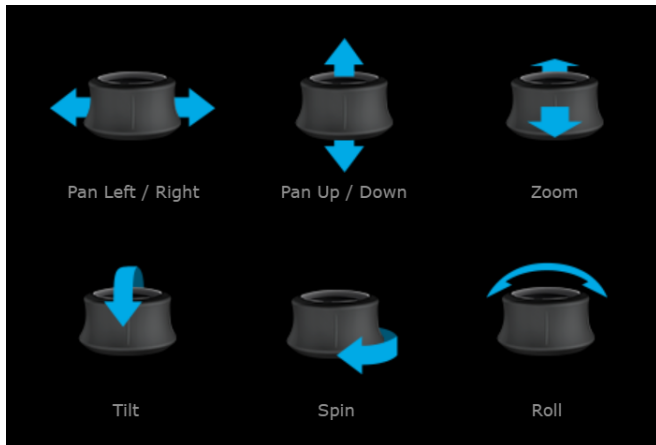 Pan Left / Right
Pan Up / Down
Zoom
Tilt
Spin
Roll